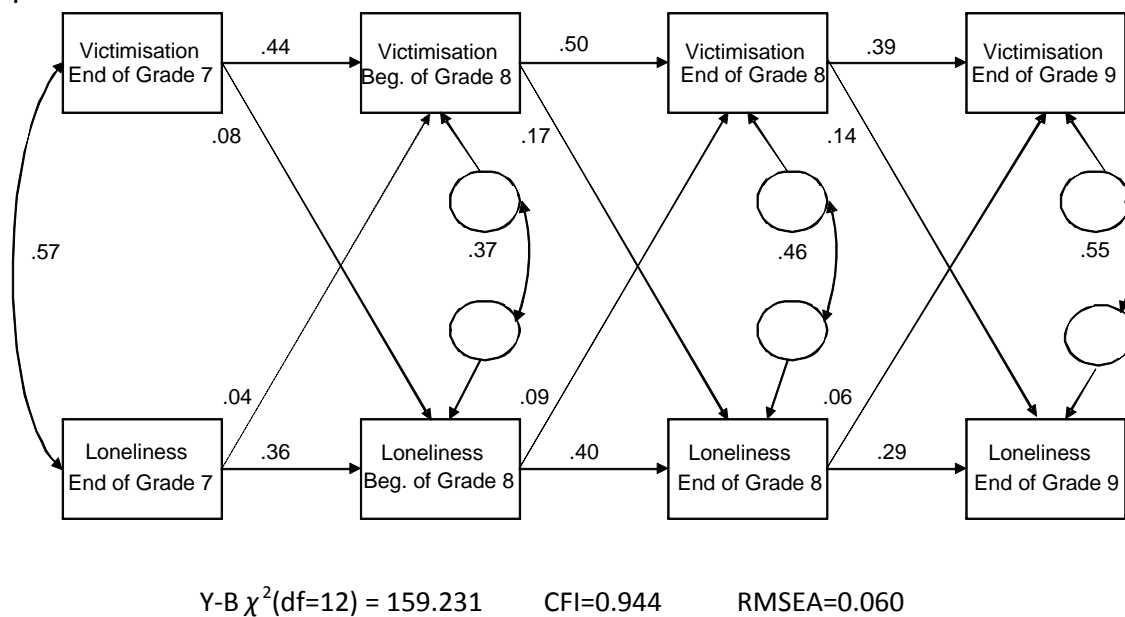 Victimisation
End of Grade 7
.44
Victimisation
Beg. of Grade 8
.50
Victimisation
End of Grade 8
.39
Victimisation
End of Grade 9
.08
.17
.14
.57
.37
.46
.55
.04
.09
.06
Loneliness
End of Grade 7
.36
Loneliness
Beg. of Grade 8
.40
Loneliness
End of Grade 8
.29
Loneliness
End of Grade 9
Y-B χ²(df=12) = 159.231 CFI=0.944 RMSEA=0.060